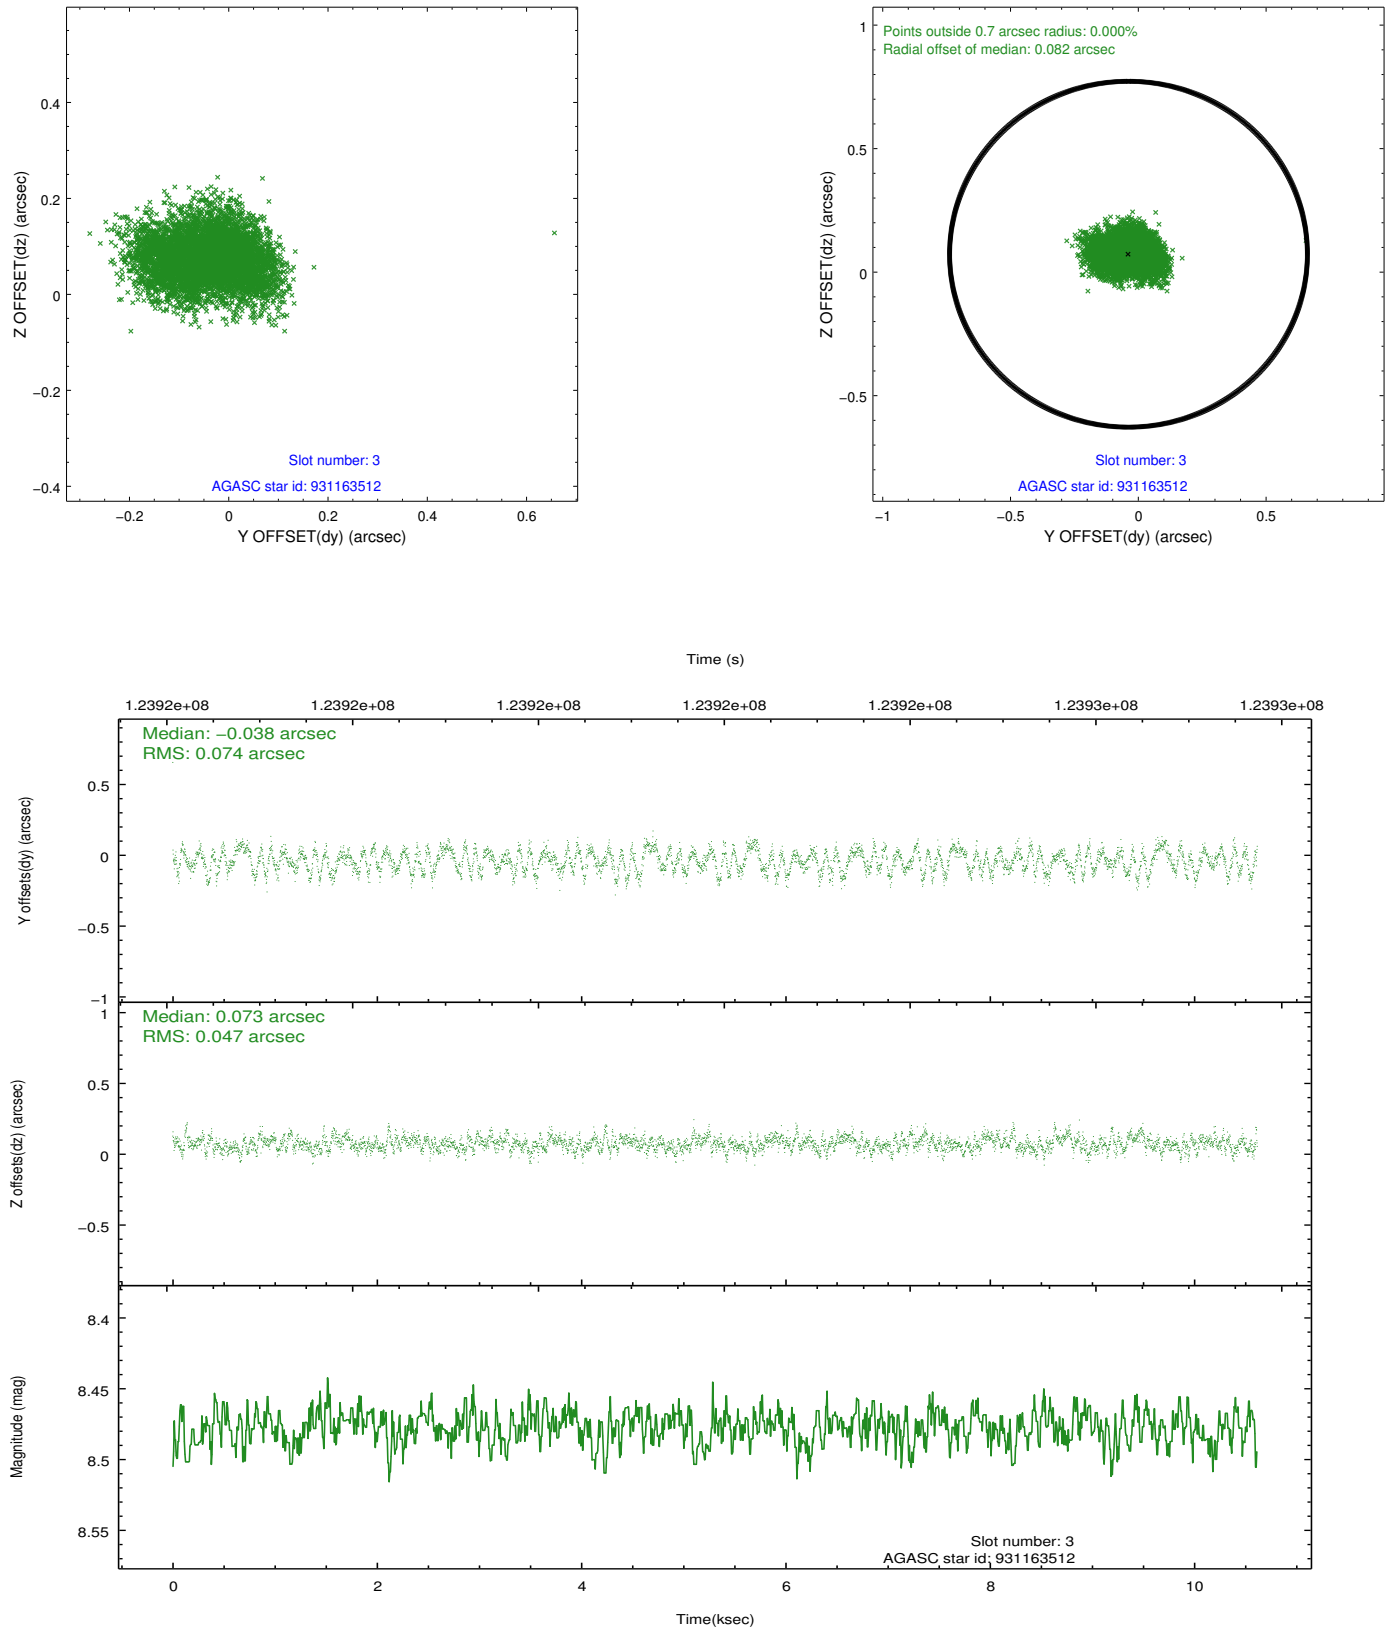 0.4
0.2
0
−0.2
−0.4
Z OFFSET(dz) (arcsec)
Slot number: 3
AGASC star id: 931163512
−0.2
0
0.2
0.4
0.6
Y OFFSET(dy) (arcsec)
Points outside 0.7 arcsec radius: 0.000%
Radial offset of median: 0.082 arcsec
1
0.5
0
−0.5
Z OFFSET(dz) (arcsec)
Slot number: 3
AGASC star id: 931163512
−1
−0.5
0
0.5
Y OFFSET(dy) (arcsec)
Time (s)
1.2392e+08
1.2392e+08
1.2392e+08
1.2392e+08
1.2392e+08
1.2393e+08
1.2393e+08
Median: −0.038 arcsec
RMS: 0.074 arcsec
0.5
0
−0.5
−1
Y offsets(dy) (arcsec)
Median: 0.073 arcsec
RMS: 0.047 arcsec
1
0.5
0
−0.5
Z offsets(dz) (arcsec)
8.4
8.45
8.5
8.55
Magnitude (mag)
Slot number: 3
AGASC star id: 931163512
0
2
4
6
8
10
Time(ksec)